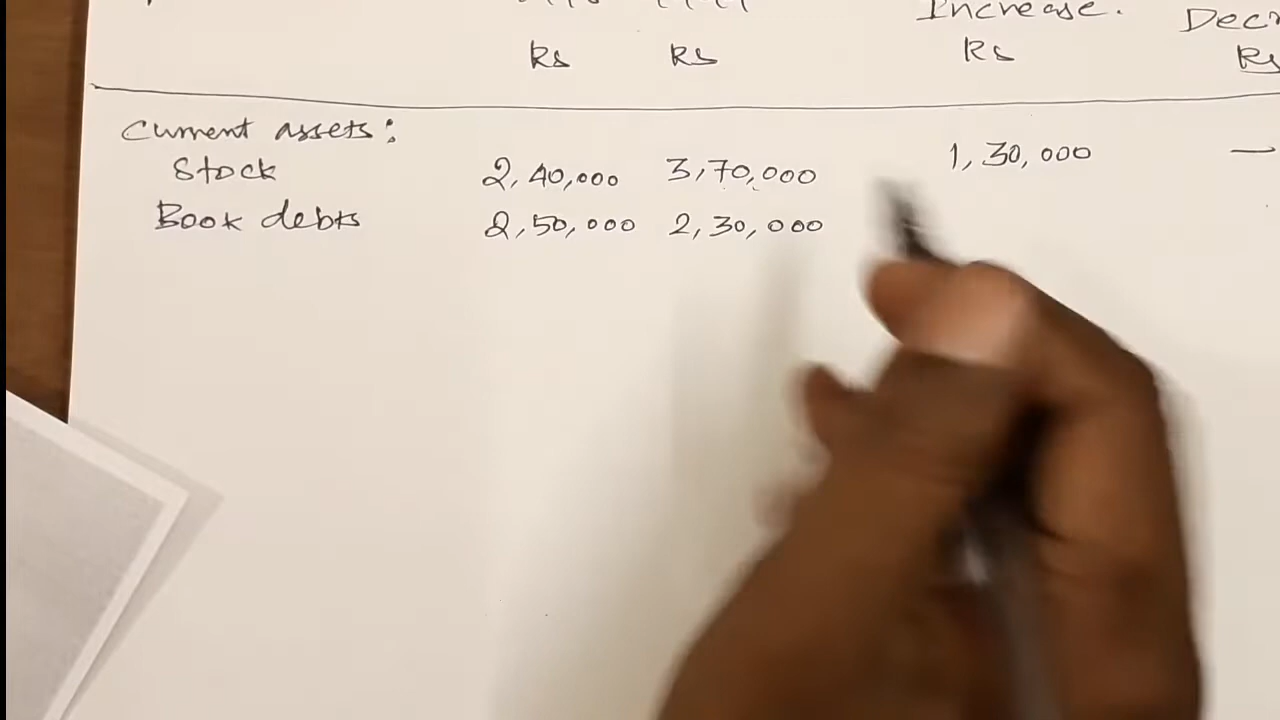 Increase.
Rs Rs Rs Rs
Current assets:
Stock 2,40,000 3,70,000 1,30,000 —
Book debts 2,50,000 2,30,000